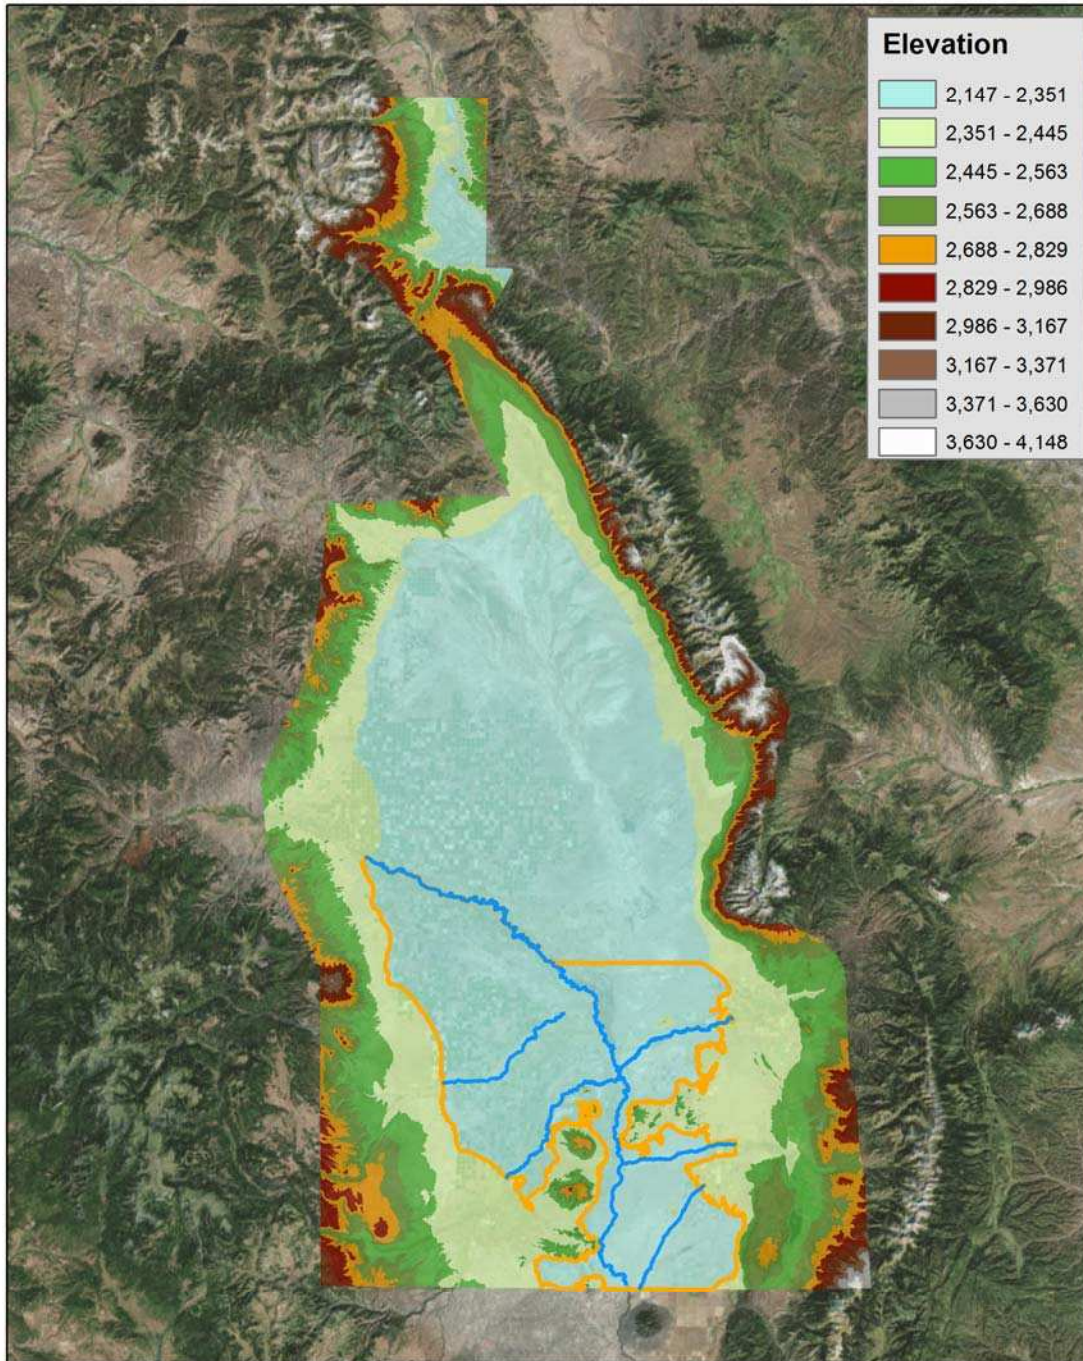 Elevation
2,147 - 2,351
2,351 - 2,445
2,445 - 2,563
2,563 - 2,688
2,688 - 2,829
2,829 - 2,986
2,986 - 3,167
3,167 - 3,371
3,371 - 3,630
3,630 - 4,148